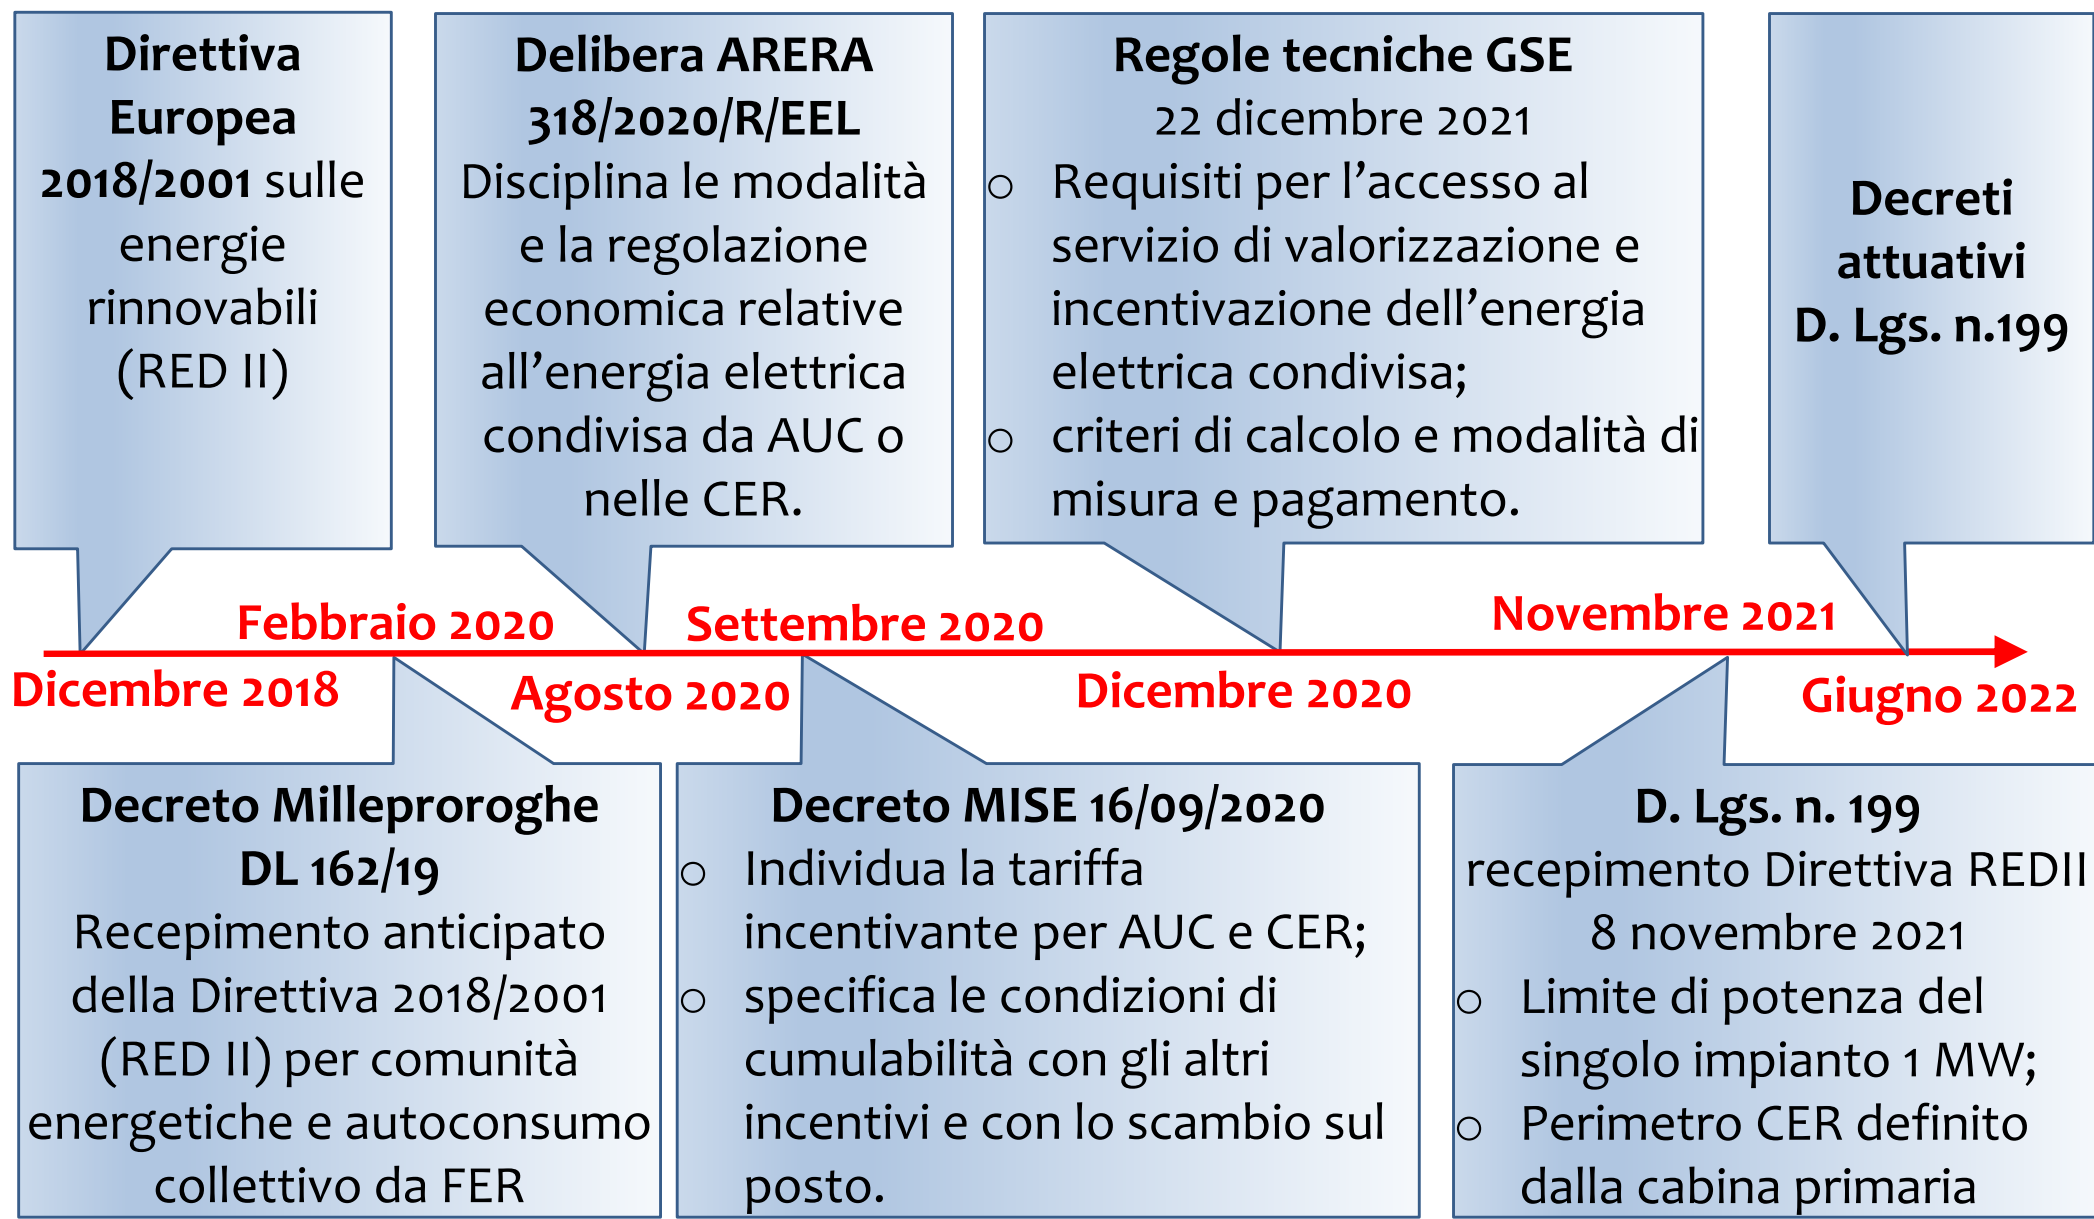 Direttiva
Europea
2018/2001 sulle
energie
rinnovabili
(RED II)
Delibera ARERA
318/2020/R/EEL
Disciplina le modalità
e la regolazione
economica relative
all’energia elettrica
condivisa da AUC o
nelle CER.
Regole tecniche GSE
22 dicembre 2021
o Requisiti per l’accesso al
servizio di valorizzazione e
incentivazione dell’energia
elettrica condivisa;
o criteri di calcolo e modalità di
misura e pagamento.
Decreti
attuativi
D. Lgs. n.199
Febbraio 2020
Settembre 2020
Novembre 2021
Dicembre 2018
Agosto 2020
Dicembre 2020
Giugno 2022
Decreto Milleproroghe
DL 162/19
Recepimento anticipato
della Direttiva 2018/2001
(RED II) per comunità
energetiche e autoconsumo
collettivo da FER
Decreto MISE 16/09/2020
o Individua la tariffa
incentivante per AUC e CER;
o specifica le condizioni di
cumulabilità con gli altri
incentivi e con lo scambio sul
posto.
D. Lgs. n. 199
recepimento Direttiva REDII
8 novembre 2021
o Limite di potenza del
singolo impianto 1 MW;
o Perimetro CER definito
dalla cabina primaria